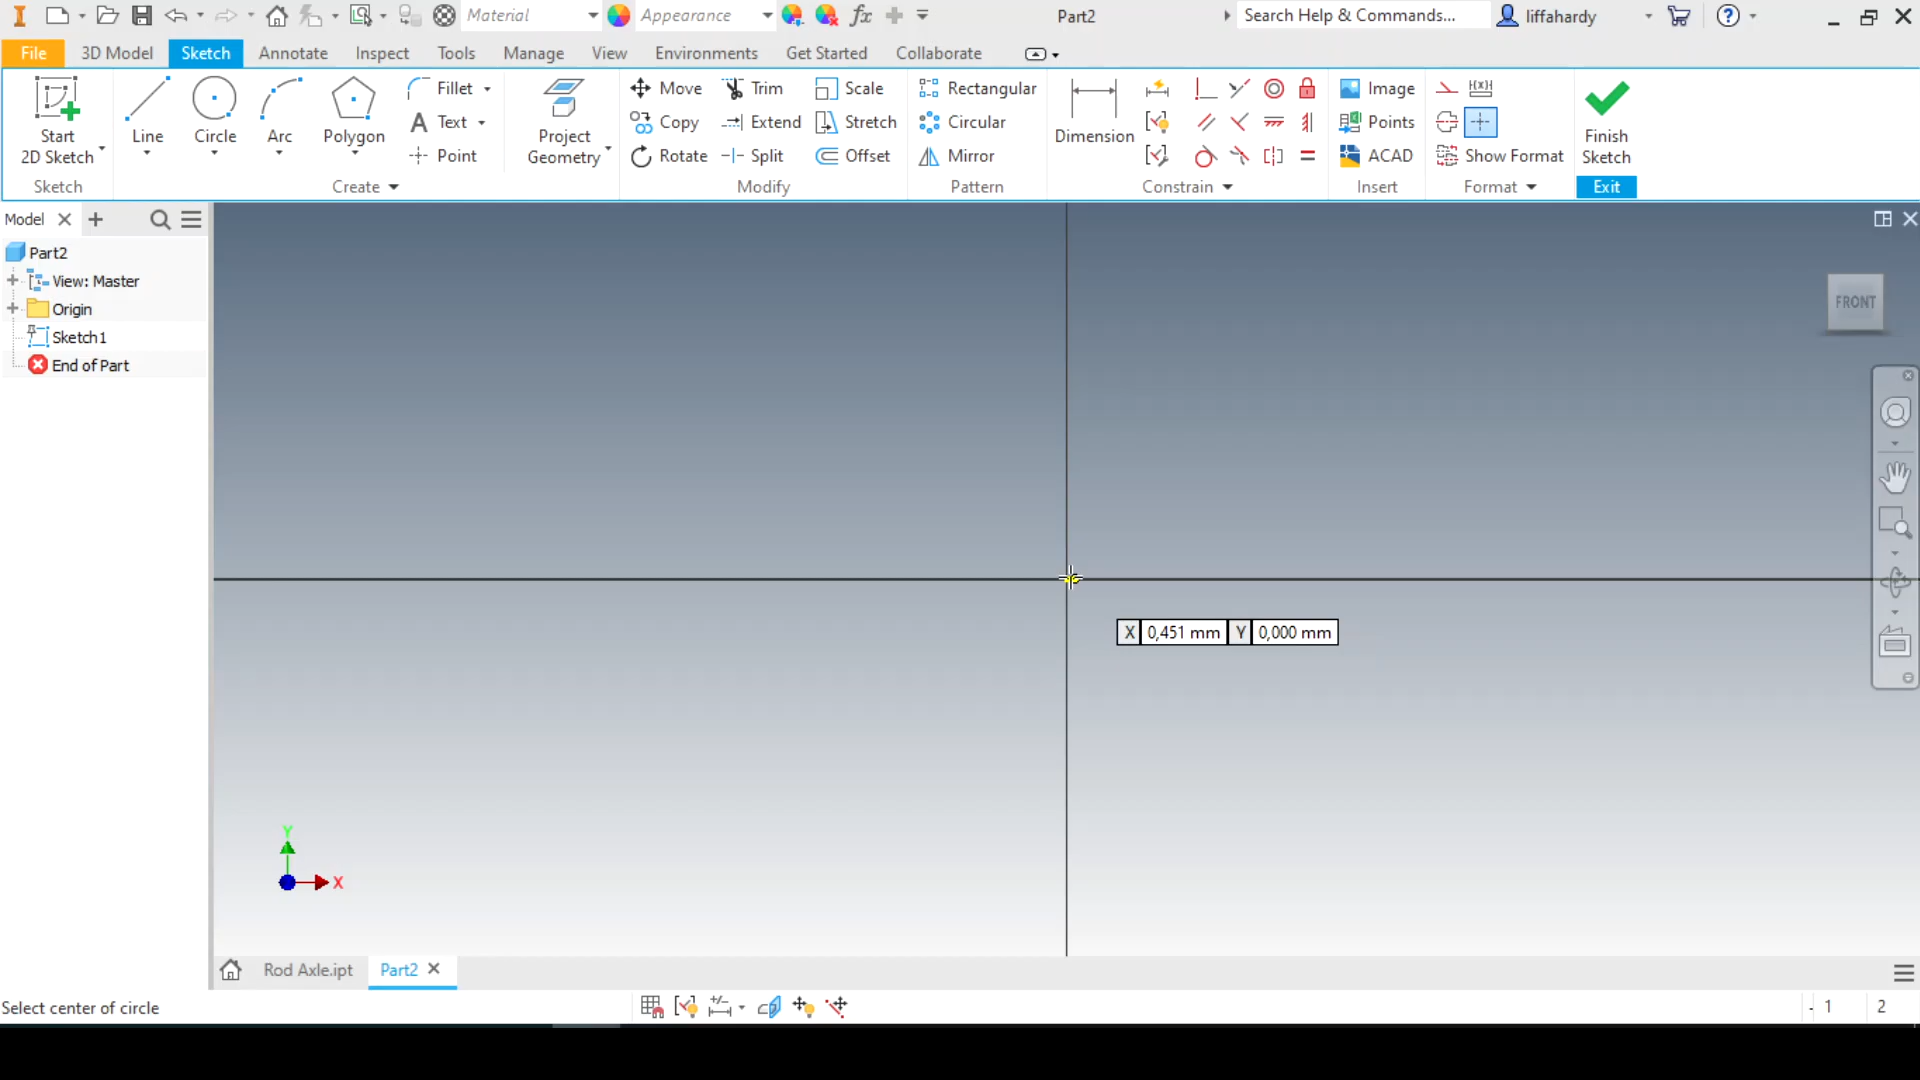 Material
Appearance
fx
Part2
Search Help & Commands...
liffahardy
File
3D Model
Sketch
Annotate
Inspect
Tools
Manage
View
Environments
Get Started
Collaborate
Start
2D Sketch
Line
Circle
Arc
Polygon
Fillet
Text
Point
Project
Geometry
Move
Copy
Rotate
Trim
Extend
Split
Scale
Stretch
Offset
Rectangular
Circular
Mirror
Dimension
Image
Points
ACAD
Show Format
Finish
Sketch
Sketch
Create
Modify
Pattern
Constrain
Insert
Format
Exit
Model
Part2
View: Master
Origin
Sketch1
End of Part
FRONT
X 0,451 mm Y 0,000 mm
Y
X
Rod Axle.ipt
Part2
Select center of circle
1
2